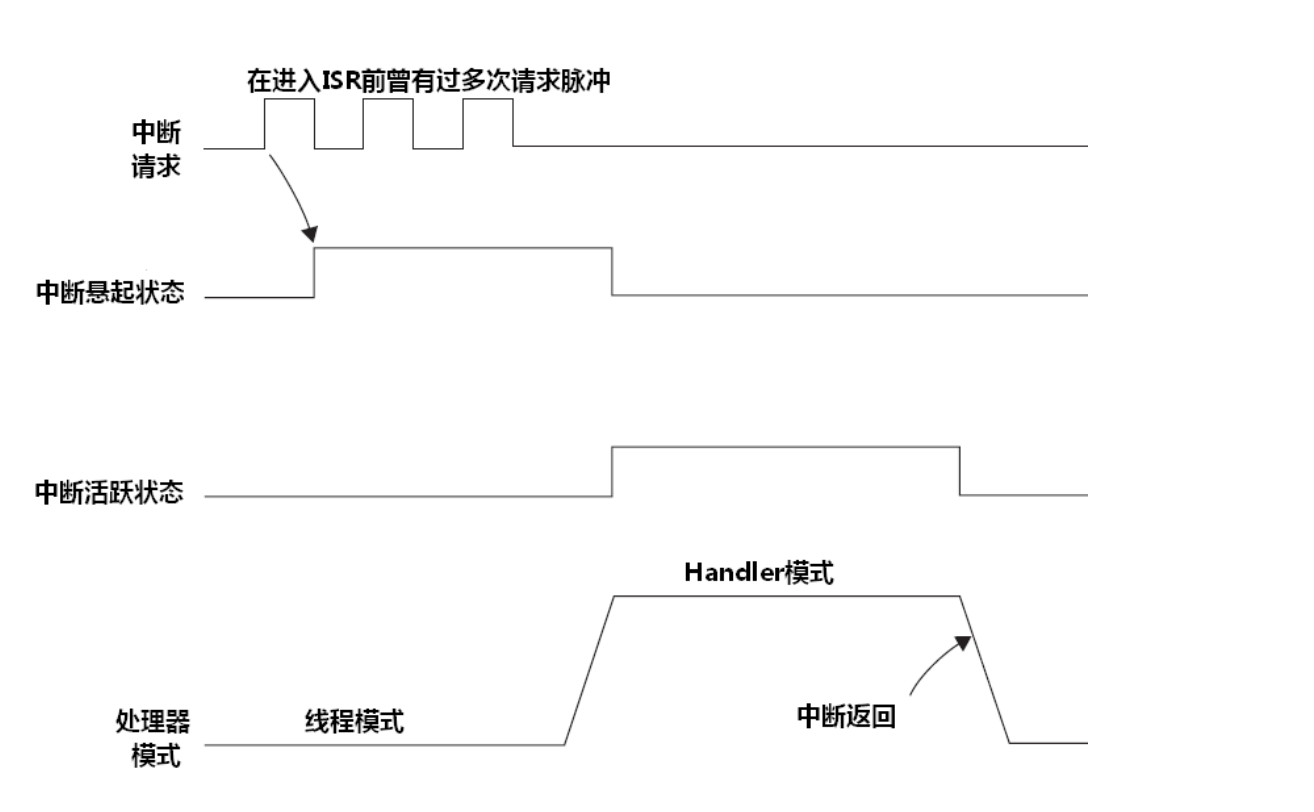 在进入ISR前曾有过多次请求脉冲
中断
请求
中断悬起状态
中断活跃状态
Handler模式
处理器
模式
线程模式
中断返回